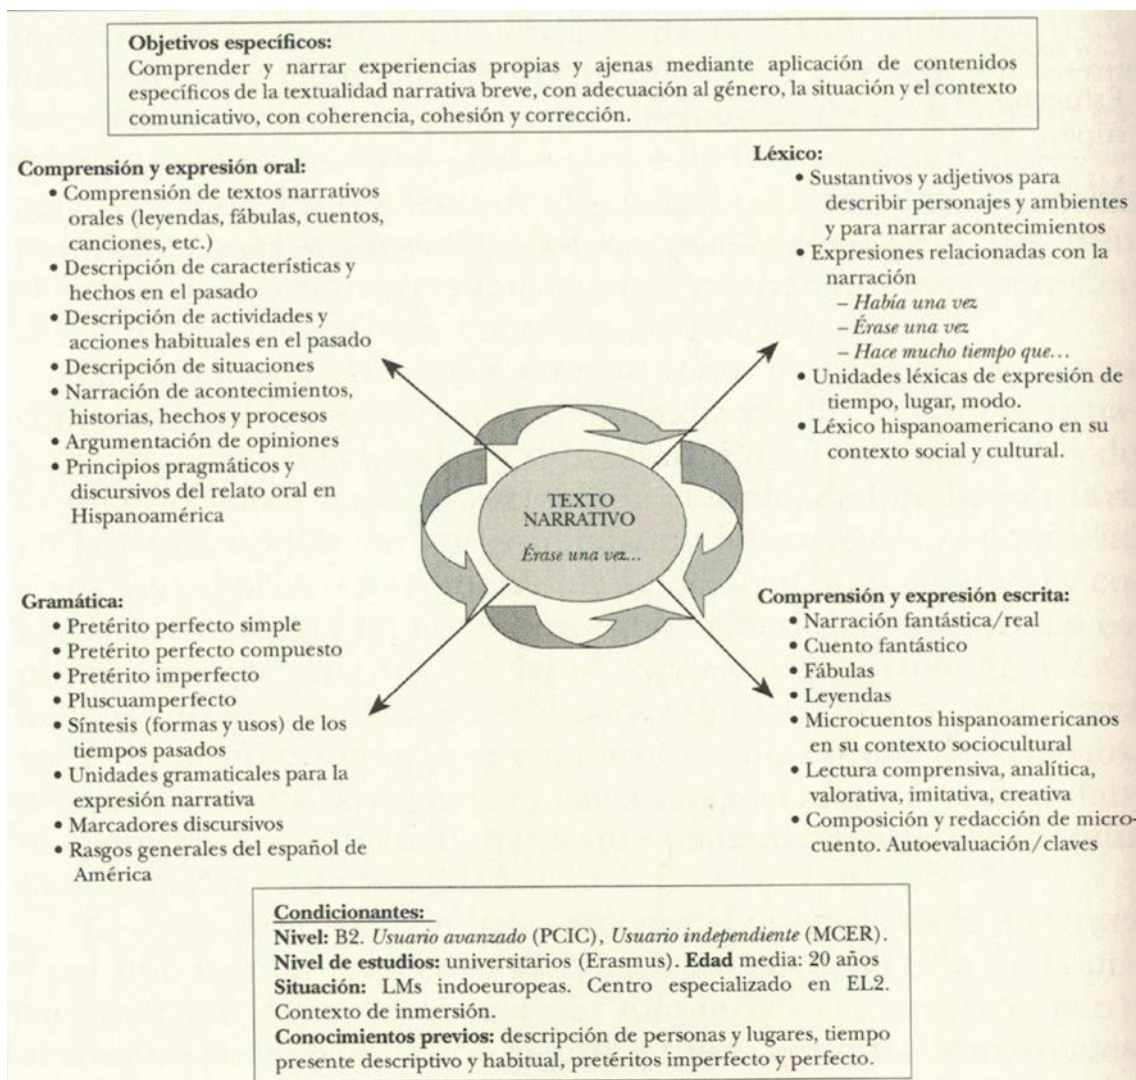 Objetivos específicos:
Comprender y narrar experiencias propias y ajenas mediante aplicación de contenidos
específicos de la textualidad narrativa breve, con adecuación al género, la situación y el contexto
comunicativo, con coherencia, cohesión y corrección.
Comprensión y expresión oral:
• Comprensión de textos narrativos
orales (leyendas, fábulas, cuentos,
canciones, etc.)
• Descripción de características y
hechos en el pasado
• Descripción de actividades y
acciones habituales en el pasado
• Descripción de situaciones
• Narración de acontecimientos,
historias, hechos y procesos
• Argumentación de opiniones
• Principios pragmáticos y
discursivos del relato oral en
Hispanoamérica
Léxico:
• Sustantivos y adjetivos para
describir personajes y ambientes
y para narrar acontecimientos
• Expresiones relacionadas con la
narración
– Había una vez
– Érase una vez
– Hace mucho tiempo que…
• Unidades léxicas de expresión de
tiempo, lugar, modo.
• Léxico hispanoamericano en su
contexto social y cultural.
TEXTO
NARRATIVO
Érase una vez...
Gramática:
• Pretérito perfecto simple
• Pretérito perfecto compuesto
• Pretérito imperfecto
• Pluscuamperfecto
• Síntesis (formas y usos) de los
tiempos pasados
• Unidades gramaticales para la
expresión narrativa
• Marcadores discursivos
• Rasgos generales del español de
América
Comprensión y expresión escrita:
• Narración fantástica/real
• Cuento fantástico
• Fábulas
• Leyendas
• Microcuentos hispanoamericanos
en su contexto sociocultural
• Lectura comprensiva, analítica,
valorativa, imitativa, creativa
• Composición y redacción de micro-
cuento. Autoevaluación/claves
Condicionantes:
Nivel: B2. Usuario avanzado (PCIC), Usuario independiente (MCER).
Nivel de estudios: universitarios (Erasmus). Edad media: 20 años
Situación: LMs indoeuropeas. Centro especializado en EL2.
Contexto de inmersión.
Conocimientos previos: descripción de personas y lugares, tiempo
presente descriptivo y habitual, pretéritos imperfecto y perfecto.